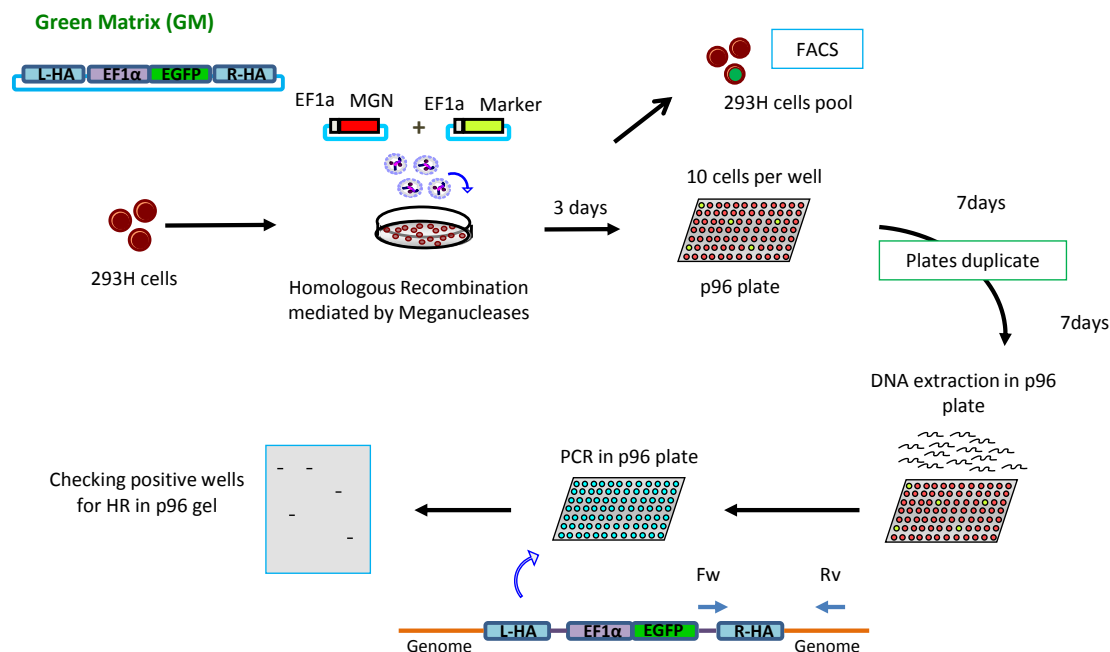 Green Matrix (GM)
L-HA EF1α EGFP R-HA
EF1a MGN + EF1a Marker
FACS
293H cells pool
293H cells
Homologous Recombination
mediated by Meganucleases
3 days
10 cells per well
p96 plate
7days
Plates duplicate
7days
DNA extraction in p96
plate
PCR in p96 plate
Checking positive wells
for HR in p96 gel
Fw Rv
L-HA EF1α EGFP R-HA
Genome Genome